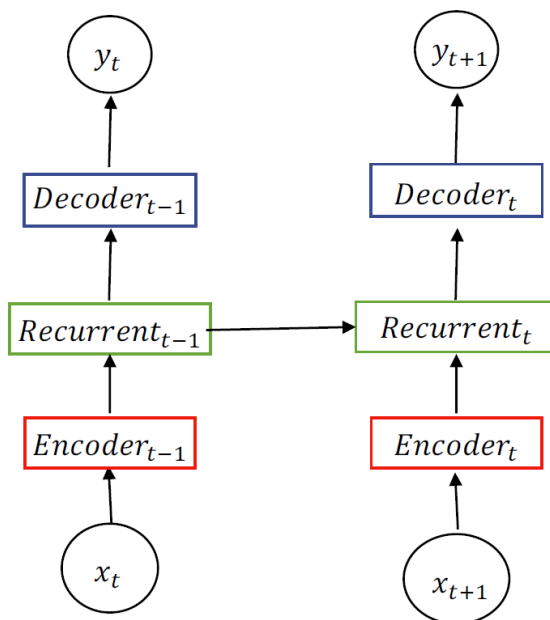 y_t y_{t+1}
Decoder_{t−1} Decoder_t
Recurrent_{t−1} Recurrent_t
Encoder_{t−1} Encoder_t
x_t x_{t+1}